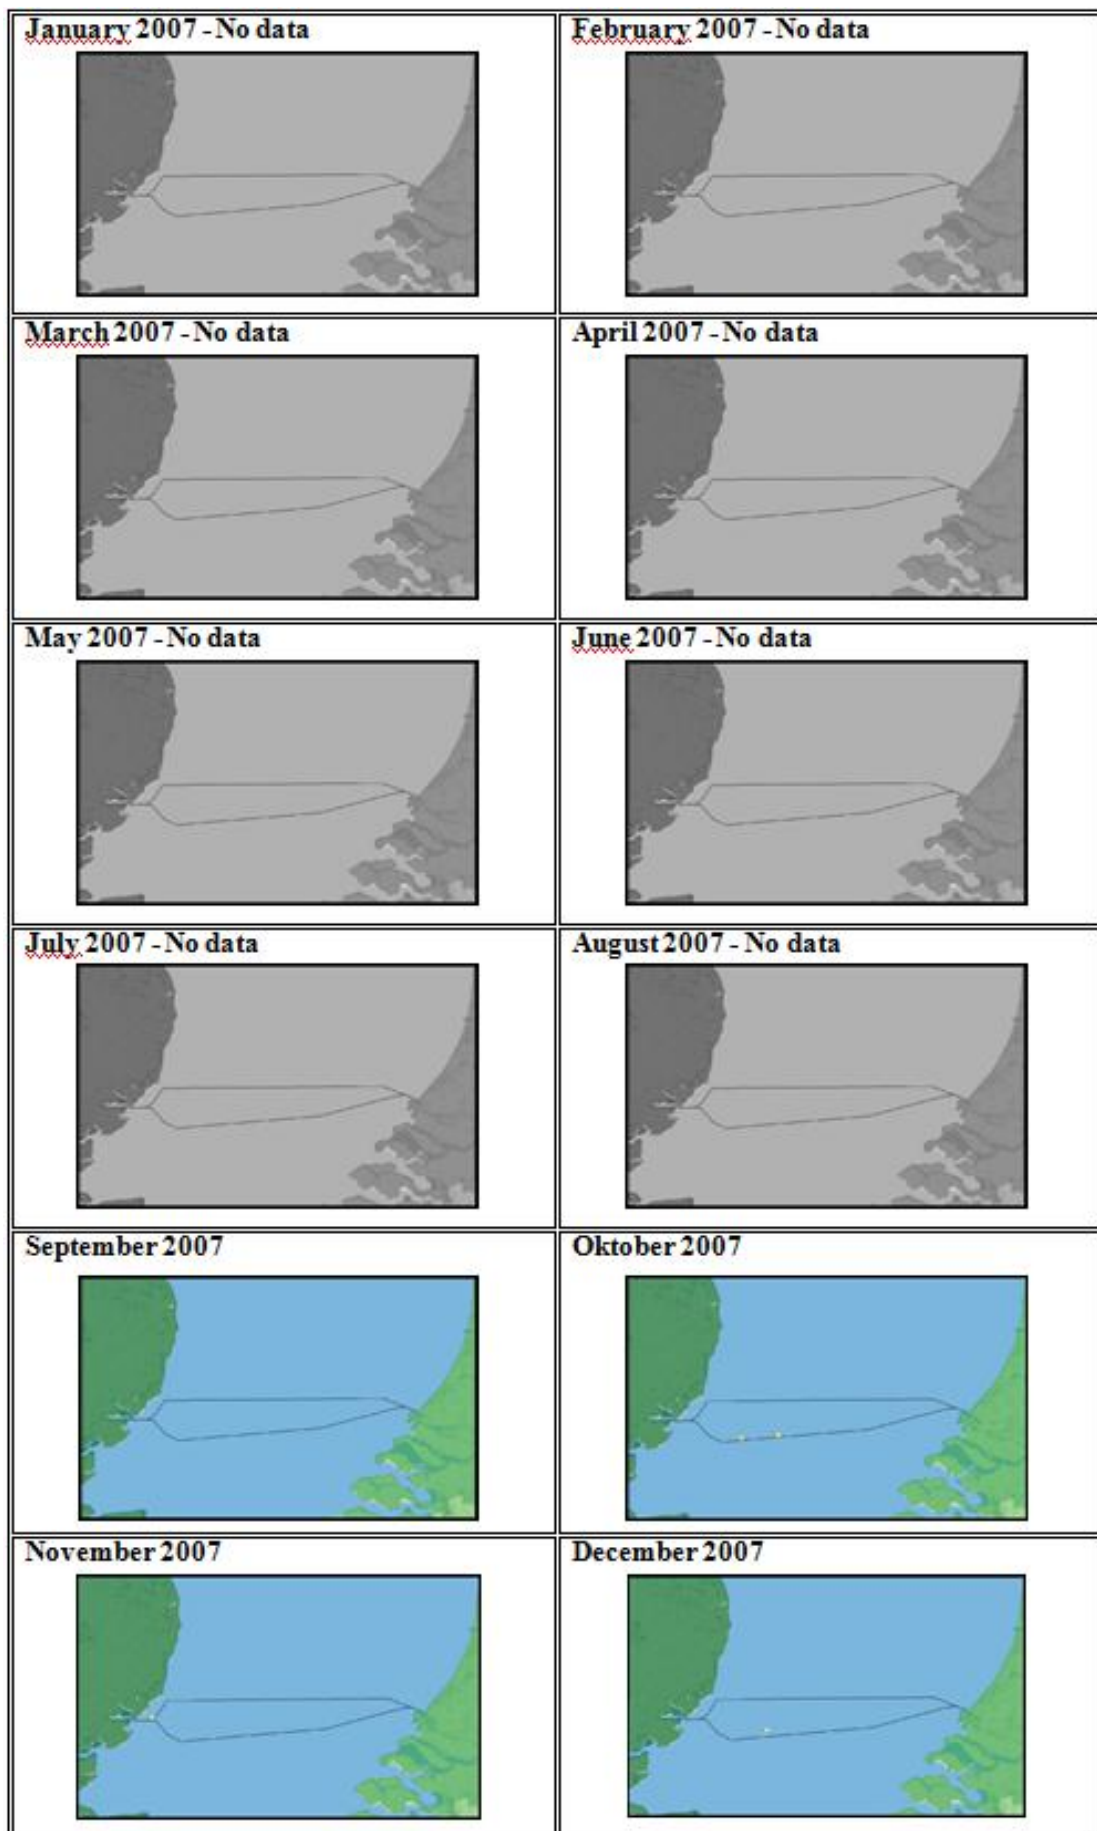 January 2007 - No data
February 2007 - No data
March 2007 - No data
April 2007 - No data
May 2007 - No data
June 2007 - No data
July 2007 - No data
August 2007 - No data
September 2007
Oktober 2007
November 2007
December 2007